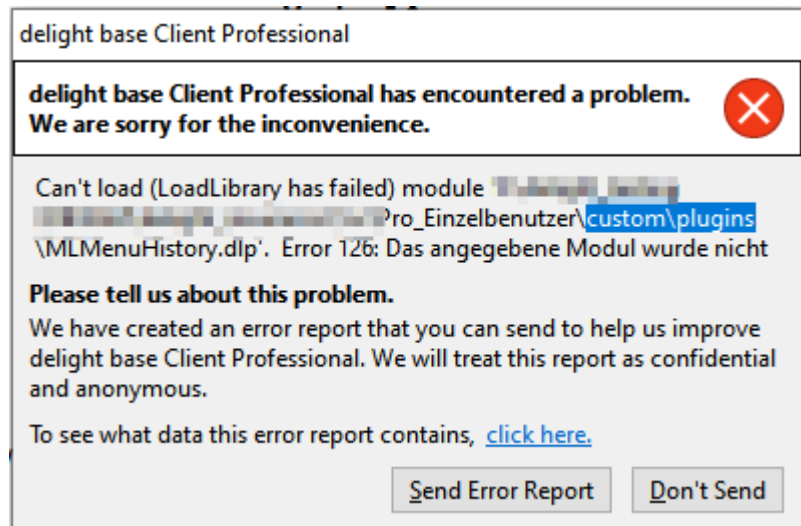 delight base Client Professional
delight base Client Professional has encountered a problem.
We are sorry for the inconvenience.
Can't load (LoadLibrary has failed) module
Pro_Einzelbenutzer\custom\plugins
\MLMenuHistory.dlp'.  Error 126: Das angegebene Modul wurde nicht
Please tell us about this problem.
We have created an error report that you can send to help us improve
delight base Client Professional. We will treat this report as confidential
and anonymous.
To see what data this error report contains, click here.
Send Error Report
Don't Send